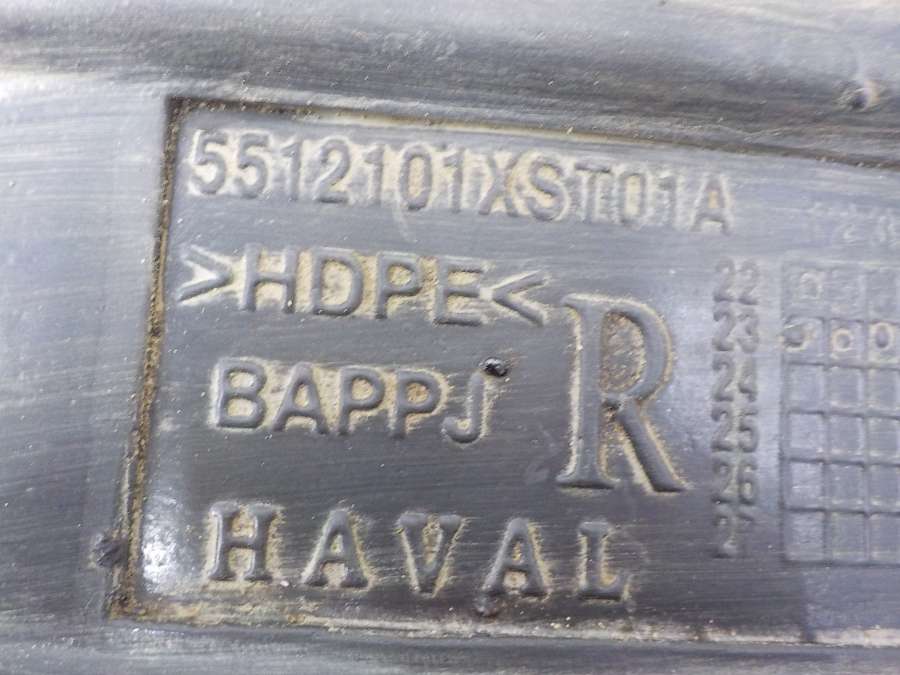 5512101XST01A
>HDPE<
R
BAPPJ
HAVAL
22
23
24
25
26
27